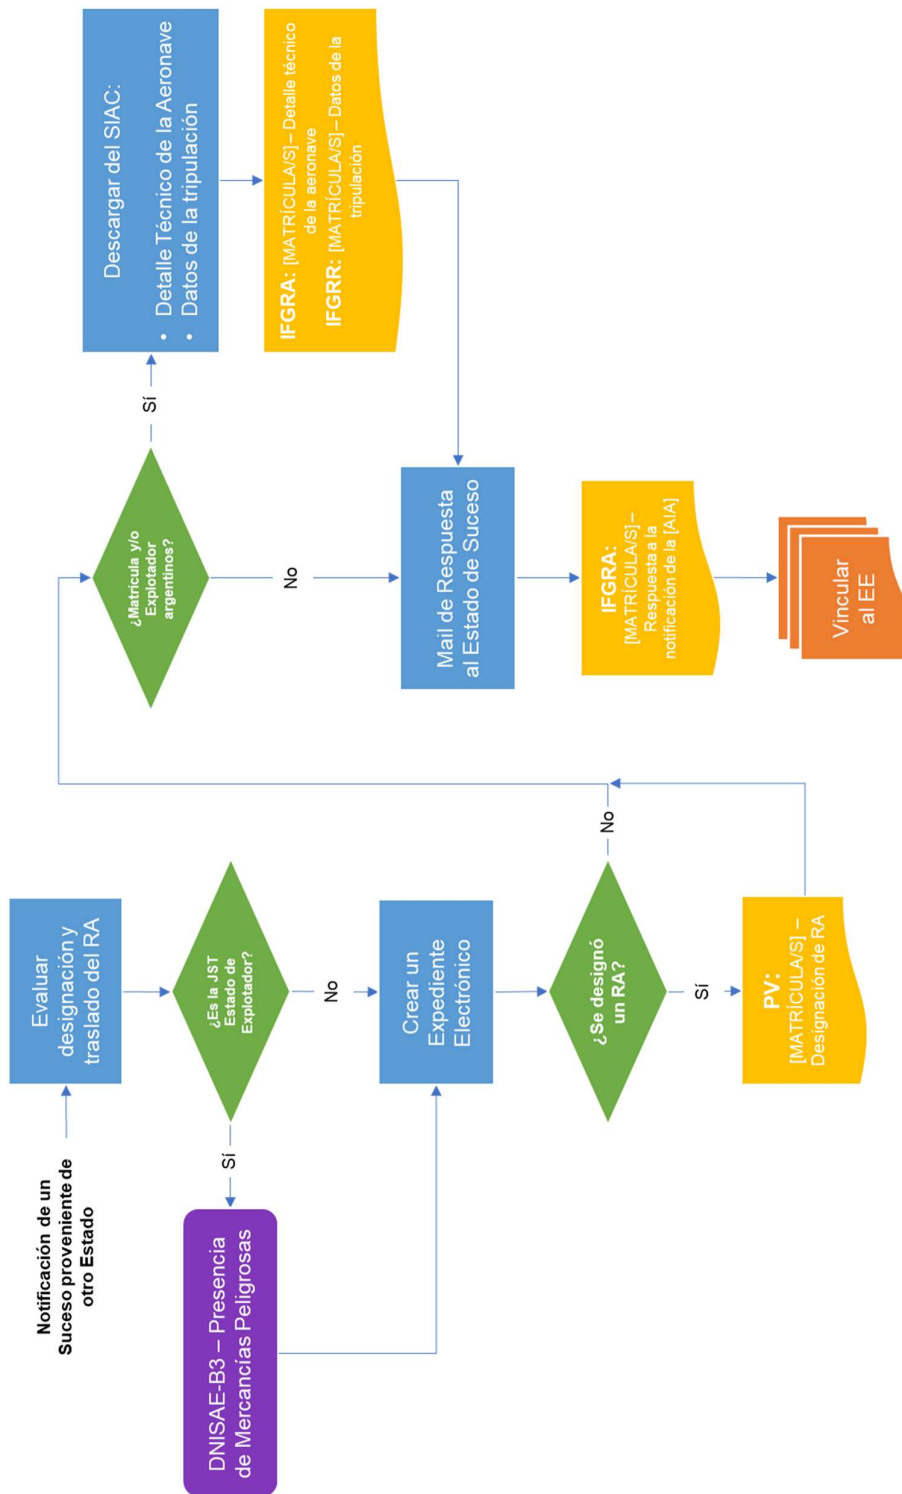 Notificación de un
Suceso proveniente de
otro Estado
Evaluar
designación y
traslado del RA
¿Es la JST
Estado de
Explotador?
Sí
No
DNISAE-B3 – Presencia
de Mercancías Peligrosas
Crear un
Expediente
Electrónico
¿Se designó
un RA?
Sí
No
PV:
[MATRÍCULA/S] –
Designación de RA
¿Matrícula y/o
Explotador
argentinos?
Sí
No
Descargar del SIAC:
• Detalle Técnico de la Aeronave
• Datos de la tripulación
IFGRA: [MATRÍCULA/S] – Detalle técnico
de la aeronave
IFGRR: [MATRÍCULA/S] – Datos de la
tripulación
Mail de Respuesta
al Estado de Suceso
IFGRA:
[MATRÍCULA/S] –
Respuesta a la
notificación de la [AIA]
Vincular
al EE